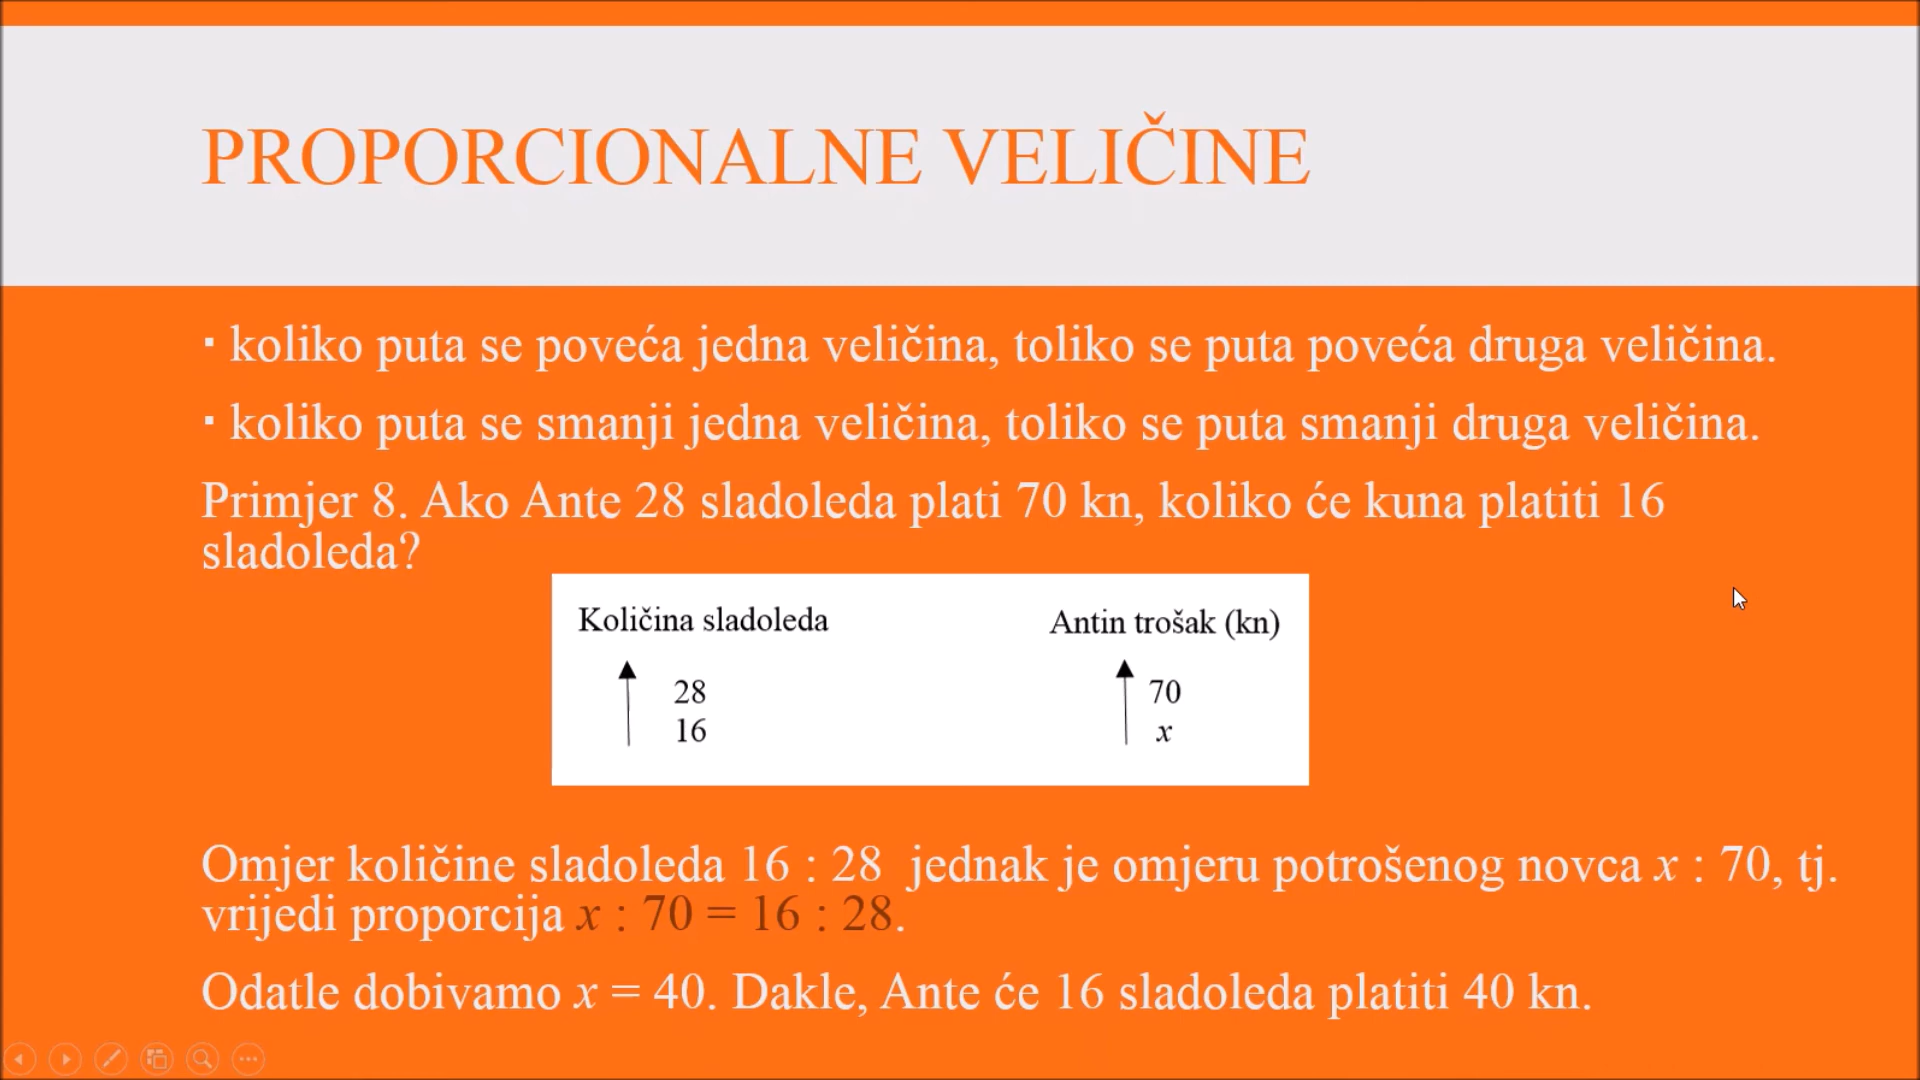 PROPORCIONALNE VELIČINE
▪ koliko puta se poveća jedna veličina, toliko se puta poveća druga veličina.
▪ koliko puta se smanji jedna veličina, toliko se puta smanji druga veličina.
Primjer 8. Ako Ante 28 sladoleda plati 70 kn, koliko će kuna platiti 16
sladoleda?
Količina sladoleda
28
16
Antin trošak (kn)
70
x
Omjer količine sladoleda 16 : 28 jednak je omjeru potrošenog novca x : 70, tj.
vrijedi proporcija x : 70 = 16 : 28.
Odatle dobivamo x = 40. Dakle, Ante će 16 sladoleda platiti 40 kn.